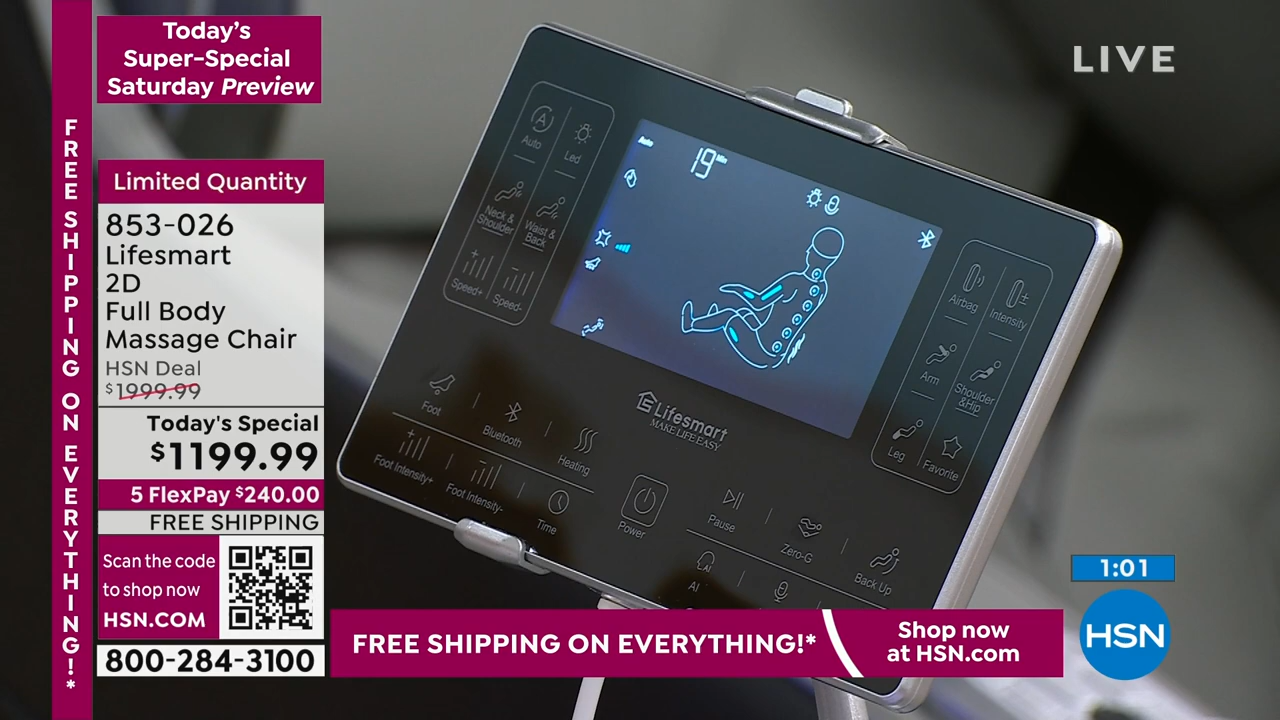 FREE SHIPPING ON EVERYTHING!*
Today's
Super-Special
Saturday Preview
Limited Quantity
853-026
Lifesmart
2D
Full Body
Massage Chair
HSN Deal
$1999.99
Today's Special
$1199.99
5 FlexPay $240.00
FREE SHIPPING
Scan the code
to shop now
HSN.COM
800-284-3100
LIVE
Auto
Led
Neck &
Shoulder
Waist &
Back
Speed+
Speed-
Auto
19 Min
Airbag
Intensity
Arm
Shoulder
&Hip
Leg
Favorite
Lifesmart
MAKE LIFE EASY
Foot
Bluetooth
Heating
Foot Intensity+
Foot Intensity-
Time
Power
Pause
Zero-G
Back Up
AI
FREE SHIPPING ON EVERYTHING!*
Shop now
at HSN.com
1:01
HSN